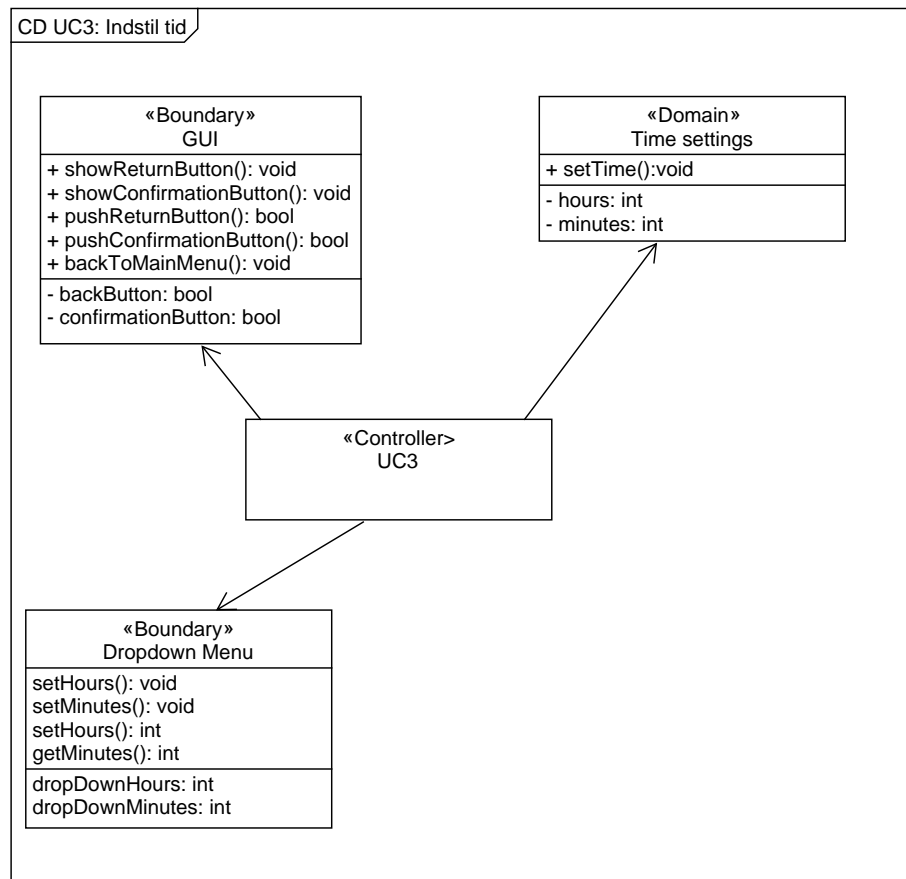 CD UC3: Indstil tid
«Boundary»
GUI
+ showReturnButton(): void
+ showConfirmationButton(): void
+ pushReturnButton(): bool
+ pushConfirmationButton(): bool
+ backToMainMenu(): void
- backButton: bool
- confirmationButton: bool
«Domain»
Time settings
+ setTime():void
- hours: int
- minutes: int
«Controller>
UC3
«Boundary»
Dropdown Menu
setHours(): void
setMinutes(): void
setHours(): int
getMinutes(): int
dropDownHours: int
dropDownMinutes: int